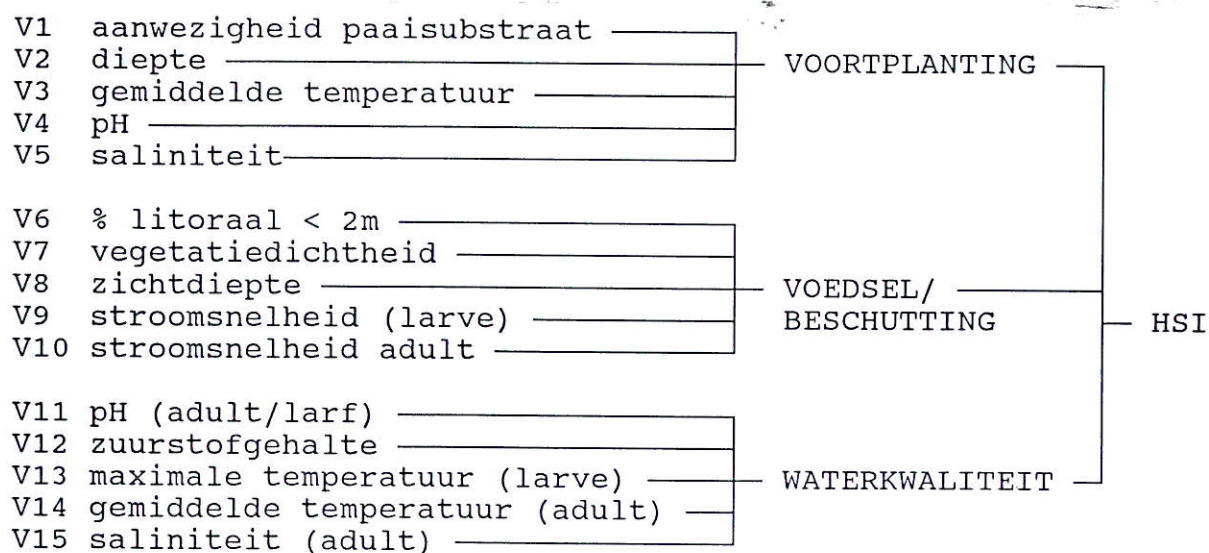 V1 aanwezigheid paaisubstraat
V2 diepte VOORTPLANTING
V3 gemiddelde temperatuur
V4 pH
V5 saliniteit
V6 % litoraal < 2m
V7 vegetatiedichtheid
V8 zichtdiepte VOEDSEL/
V9 stroomsnelheid (larve) BESCHUTTING HSI
V10 stroomsnelheid adult
V11 pH (adult/larf)
V12 zuurstofgehalte
V13 maximale temperatuur (larve) WATERKWALITEIT
V14 gemiddelde temperatuur (adult)
V15 saliniteit (adult)